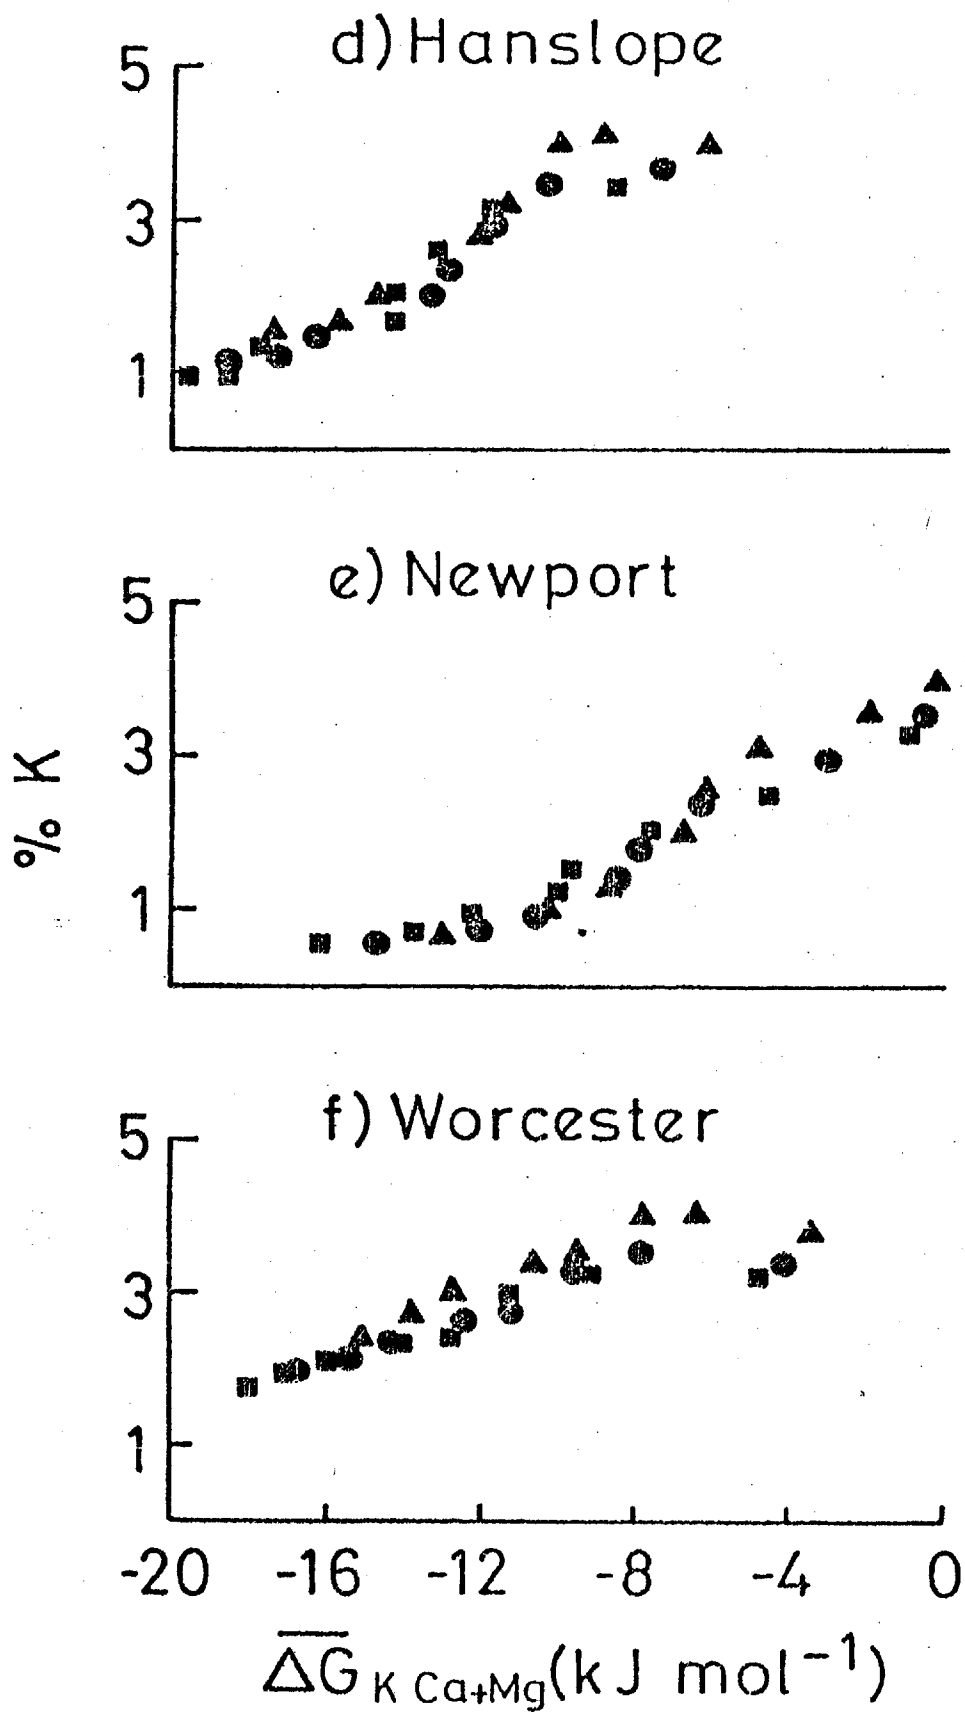 d) Hanslope
5
3
1
e) Newport
5
3
1
% K
f) Worcester
5
3
1
-20 -16 -12 -8 -4 0
ΔG̅ K Ca+Mg (kJ mol⁻¹)